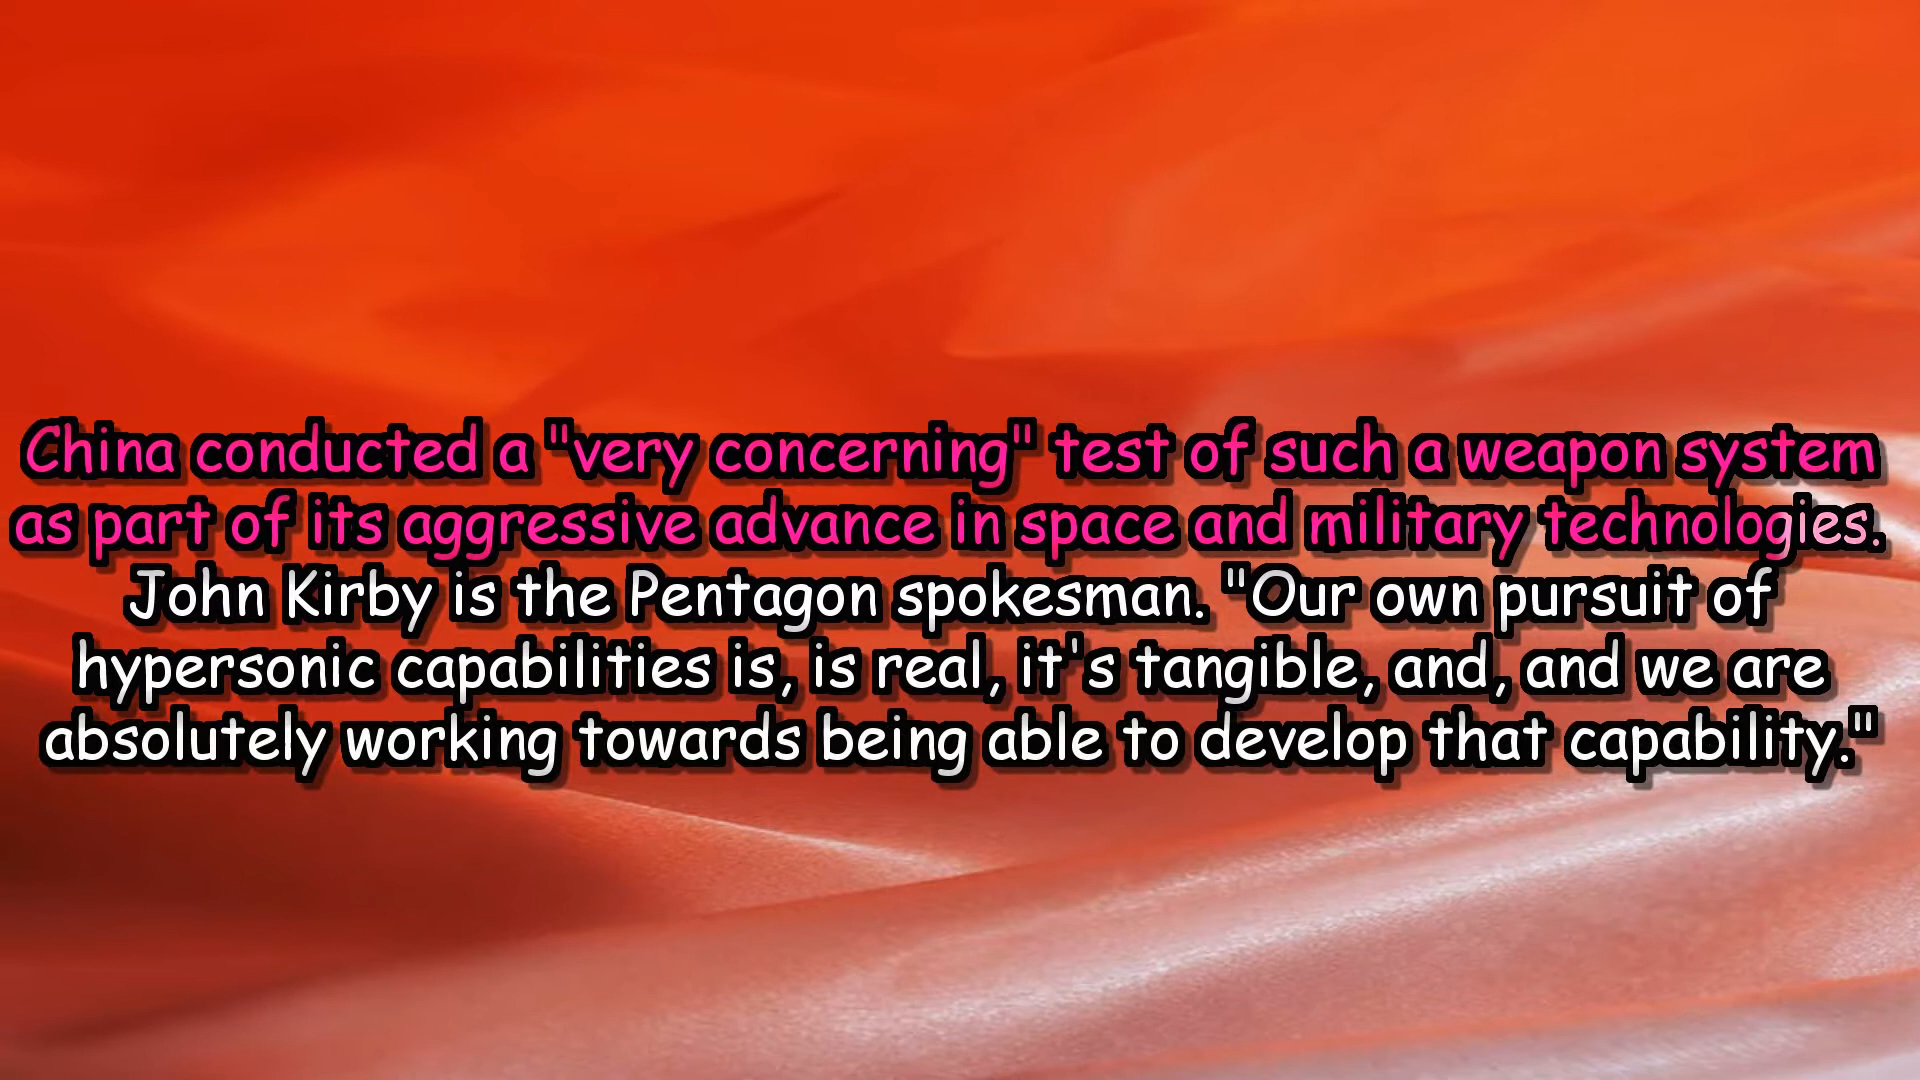 China conducted a "very concerning" test of such a weapon system
as part of its aggressive advance in space and military technologies.
John Kirby is the Pentagon spokesman. "Our own pursuit of
hypersonic capabilities is, is real, it's tangible, and, and we are
absolutely working towards being able to develop that capability."